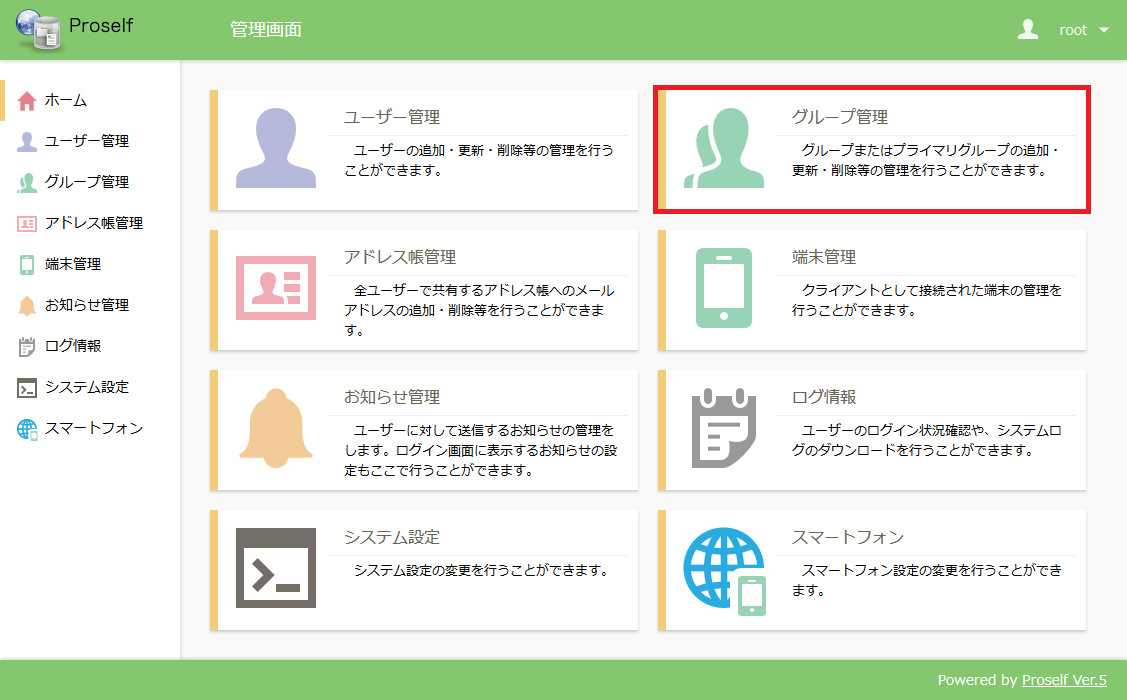 Proself
管理画面
root
ホーム
ユーザー管理
グループ管理
アドレス帳管理
端末管理
お知らせ管理
ログ情報
システム設定
スマートフォン
ユーザー管理
ユーザーの追加・更新・削除等の管理を行う
ことができます。
グループ管理
グループまたはプライマリグループの追加・
更新・削除等の管理を行うことができます。
アドレス帳管理
全ユーザーで共有するアドレス帳へのメール
アドレスの追加・削除等を行うことができま
す。
端末管理
クライアントとして接続された端末の管理を
行うことができます。
お知らせ管理
ユーザーに対して送信するお知らせの管理を
します。ログイン画面に表示するお知らせの設
定もここで行うことができます。
ログ情報
ユーザーのログイン状況確認や、システムロ
グのダウンロードを行うことができます。
システム設定
システム設定の変更を行うことができます。
スマートフォン
スマートフォン設定の変更を行うことができ
ます。
Powered by Proself Ver.5